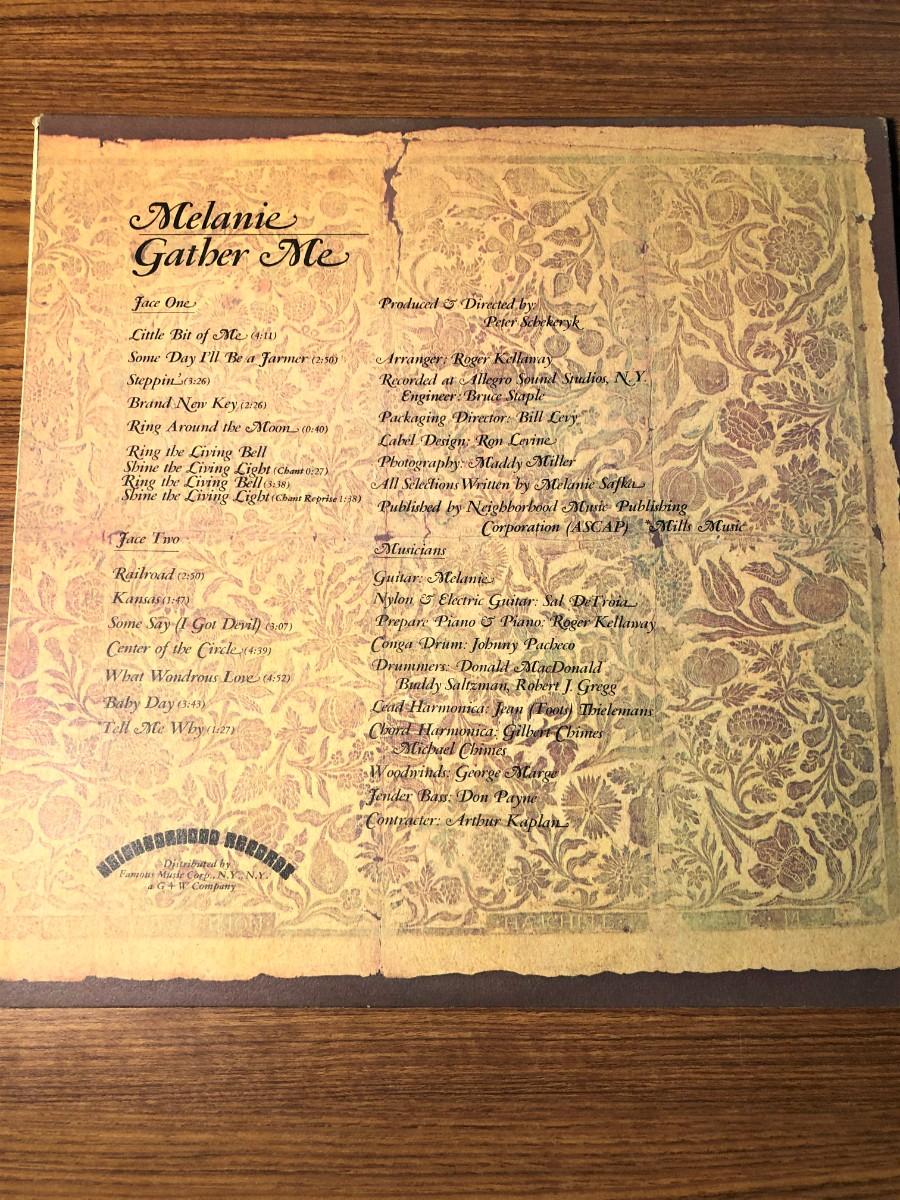 Melanie
Gather Me
Face One
Little Bit of Me (4:11)
Some Day I'll Be a Farmer (2:50)
Steppin' (3:26)
Brand New Key (2:26)
Ring Around the Moon (0:40)
Ring the Living Bell
Shine the Living Light (Chant 0:27)
Ring the Living Bell (3:38)
Shine the Living Light (Chant Reprise 1:38)
Face Two
Railroad (2:50)
Kansas (1:47)
Some Say (I Got Devil) (3:07)
Center of the Circle (4:39)
What Wondrous Love (4:52)
Baby Day (3:43)
Tell Me Why (1:27)
NEIGHBORHOOD RECORDS
Distributed by
Famous Music Corp., N.Y., N.Y.
a G + W Company
Produced & Directed by:
Peter Schekeryk
Arranger: Roger Kellaway
Recorded at Allegro Sound Studios, N.Y.
Engineer: Bruce Staple
Packaging Director: Bill Levy
Label Design: Ron Levine
Photography: Maddy Miller
All Selections Written by Melanie Safka
Published by Neighborhood Music Publishing
Corporation (ASCAP) *Mills Music
Musicians
Guitar: Melanie
Nylon & Electric Guitar: Sal DeTroia
Prepare Piano & Piano: Roger Kellaway
Conga Drum: Johnny Pacheco
Drummers: Donald MacDonald
Buddy Saltzman, Robert J. Gregg
Lead Harmonica: Jean (Toots) Thielemans
Chord Harmonica: Gilbert Chimes
Michael Chimes
Woodwinds: George Marge
Fender Bass: Don Payne
Contracter: Arthur Kaplan